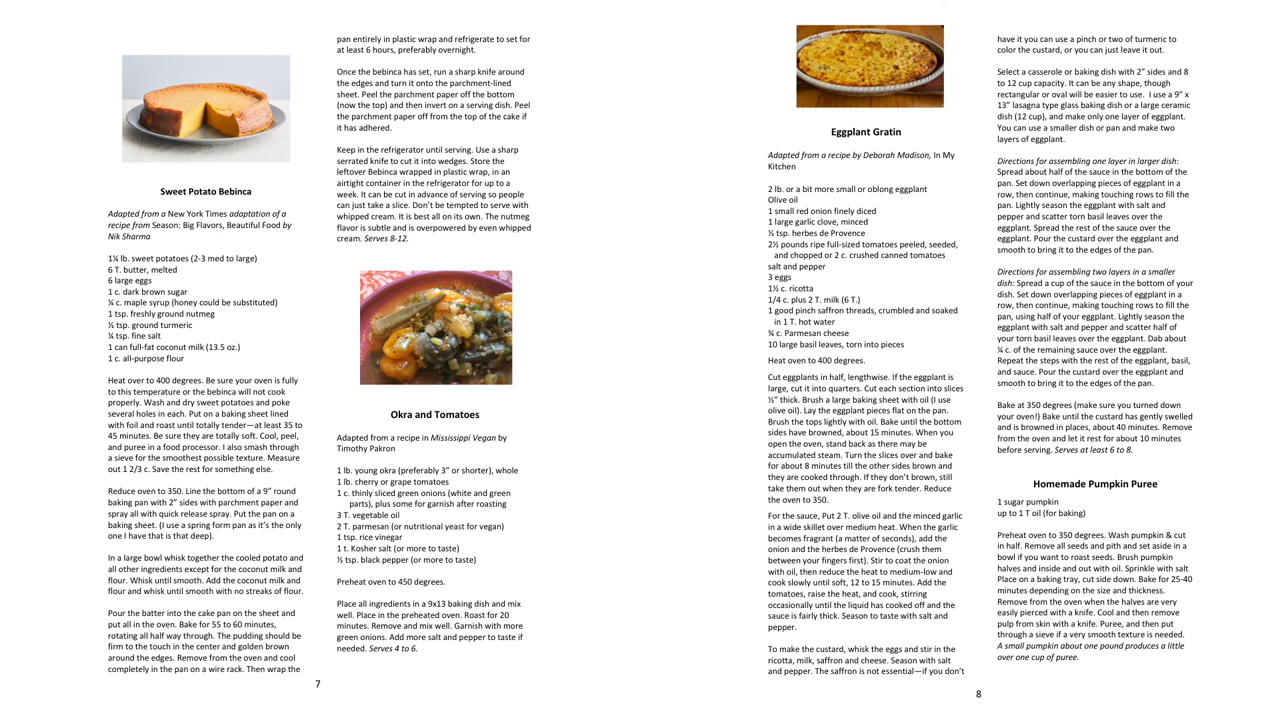 Sweet Potato Bebinca
Adapted from a New York Times adaptation of a
recipe from Season: Big Flavors, Beautiful Food by
Nik Sharma
1¼ lb. sweet potatoes (2-3 med to large)
6 T. butter, melted
6 large eggs
1 c. dark brown sugar
¼ c. maple syrup (honey could be substituted)
1 tsp. freshly ground nutmeg
½ tsp. ground turmeric
¼ tsp. fine salt
1 can full-fat coconut milk (13.5 oz.)
1 c. all-purpose flour
Heat over to 400 degrees. Be sure your oven is fully
to this temperature or the bebinca will not cook
properly. Wash and dry sweet potatoes and poke
several holes in each. Put on a baking sheet lined
with foil and roast until totally tender—at least 35 to
45 minutes. Be sure they are totally soft. Cool, peel,
and puree in a food processor. I also smash through
a sieve for the smoothest possible texture. Measure
out 1 2/3 c. Save the rest for something else.
Reduce oven to 350. Line the bottom of a 9” round
baking pan with 2” sides with parchment paper and
spray all with quick release spray. Put the pan on a
baking sheet. (I use a spring form pan as it’s the only
one I have that is that deep).
In a large bowl whisk together the cooled potato and
all other ingredients except for the coconut milk and
flour. Whisk until smooth. Add the coconut milk and
flour and whisk until smooth with no streaks of flour.
Pour the batter into the cake pan on the sheet and
put all in the oven. Bake for 55 to 60 minutes,
rotating all half way through. The pudding should be
firm to the touch in the center and golden brown
around the edges. Remove from the oven and cool
completely in the pan on a wire rack. Then wrap the
pan entirely in plastic wrap and refrigerate to set for
at least 6 hours, preferably overnight.
Once the bebinca has set, run a sharp knife around
the edges and turn it onto the parchment-lined
sheet. Peel the parchment paper off the bottom
(now the top) and then invert on a serving dish. Peel
the parchment paper off from the top of the cake if
it has adhered.
Keep in the refrigerator until serving. Use a sharp
serrated knife to cut it into wedges. Store the
leftover Bebinca wrapped in plastic wrap, in an
airtight container in the refrigerator for up to a
week. It can be cut in advance of serving so people
can just take a slice. Don’t be tempted to serve with
whipped cream. It is best all on its own. The nutmeg
flavor is subtle and is overpowered by even whipped
cream. Serves 8-12.
Okra and Tomatoes
Adapted from a recipe in Mississippi Vegan by
Timothy Pakron
1 lb. young okra (preferably 3” or shorter), whole
1 lb. cherry or grape tomatoes
1 c. thinly sliced green onions (white and green
parts), plus some for garnish after roasting
3 T. vegetable oil
2 T. parmesan (or nutritional yeast for vegan)
1 tsp. rice vinegar
1 t. Kosher salt (or more to taste)
½ tsp. black pepper (or more to taste)
Preheat oven to 450 degrees.
Place all ingredients in a 9x13 baking dish and mix
well. Place in the preheated oven. Roast for 20
minutes. Remove and mix well. Garnish with more
green onions. Add more salt and pepper to taste if
needed. Serves 4 to 6.
7
Eggplant Gratin
Adapted from a recipe by Deborah Madison, In My
Kitchen
2 lb. or a bit more small or oblong eggplant
Olive oil
1 small red onion finely diced
1 large garlic clove, minced
½ tsp. herbes de Provence
2½ pounds ripe full-sized tomatoes peeled, seeded,
and chopped or 2 c. crushed canned tomatoes
salt and pepper
3 eggs
1½ c. ricotta
1/4 c. plus 2 T. milk (6 T.)
1 good pinch saffron threads, crumbled and soaked
in 1 T. hot water
¾ c. Parmesan cheese
10 large basil leaves, torn into pieces
Heat oven to 400 degrees.
Cut eggplants in half, lengthwise. If the eggplant is
large, cut it into quarters. Cut each section into slices
½” thick. Brush a large baking sheet with oil (I use
olive oil). Lay the eggplant pieces flat on the pan.
Brush the tops lightly with oil. Bake until the bottom
sides have browned, about 15 minutes. When you
open the oven, stand back as there may be
accumulated steam. Turn the slices over and bake
for about 8 minutes till the other sides brown and
they are cooked through. If they don’t brown, still
take them out when they are fork tender. Reduce
the oven to 350.
For the sauce, Put 2 T. olive oil and the minced garlic
in a wide skillet over medium heat. When the garlic
becomes fragrant (a matter of seconds), add the
onion and the herbes de Provence (crush them
between your fingers first). Stir to coat the onion
with oil, then reduce the heat to medium-low and
cook slowly until soft, 12 to 15 minutes. Add the
tomatoes, raise the heat, and cook, stirring
occasionally until the liquid has cooked off and the
sauce is fairly thick. Season to taste with salt and
pepper.
To make the custard, whisk the eggs and stir in the
ricotta, milk, saffron and cheese. Season with salt
and pepper. The saffron is not essential—if you don’t
have it you can use a pinch or two of turmeric to
color the custard, or you can just leave it out.
Select a casserole or baking dish with 2” sides and 8
to 12 cup capacity. It can be any shape, though
rectangular or oval will be easier to use. I use a 9” x
13” lasagna type glass baking dish or a large ceramic
dish (12 cup), and make only one layer of eggplant.
You can use a smaller dish or pan and make two
layers of eggplant.
Directions for assembling one layer in larger dish:
Spread about half of the sauce in the bottom of the
pan. Set down overlapping pieces of eggplant in a
row, then continue, making touching rows to fill the
pan. Lightly season the eggplant with salt and
pepper and scatter torn basil leaves over the
eggplant. Spread the rest of the sauce over the
eggplant. Pour the custard over the eggplant and
smooth to bring it to the edges of the pan.
Directions for assembling two layers in a smaller
dish: Spread a cup of the sauce in the bottom of your
dish. Set down overlapping pieces of eggplant in a
row, then continue, making touching rows to fill the
pan, using half of your eggplant. Lightly season the
eggplant with salt and pepper and scatter half of
your torn basil leaves over the eggplant. Dab about
¼ c. of the remaining sauce over the eggplant.
Repeat the steps with the rest of the eggplant, basil,
and sauce. Pour the custard over the eggplant and
smooth to bring it to the edges of the pan.
Bake at 350 degrees (make sure you turned down
your oven!) Bake until the custard has gently swelled
and is browned in places, about 40 minutes. Remove
from the oven and let it rest for about 10 minutes
before serving. Serves at least 6 to 8.
Homemade Pumpkin Puree
1 sugar pumpkin
up to 1 T oil (for baking)
Preheat oven to 350 degrees. Wash pumpkin & cut
in half. Remove all seeds and pith and set aside in a
bowl if you want to roast seeds. Brush pumpkin
halves and inside and out with oil. Sprinkle with salt
Place on a baking tray, cut side down. Bake for 25-40
minutes depending on the size and thickness.
Remove from the oven when the halves are very
easily pierced with a knife. Cool and then remove
pulp from skin with a knife. Puree, and then put
through a sieve if a very smooth texture is needed.
A small pumpkin about one pound produces a little
over one cup of puree.
8